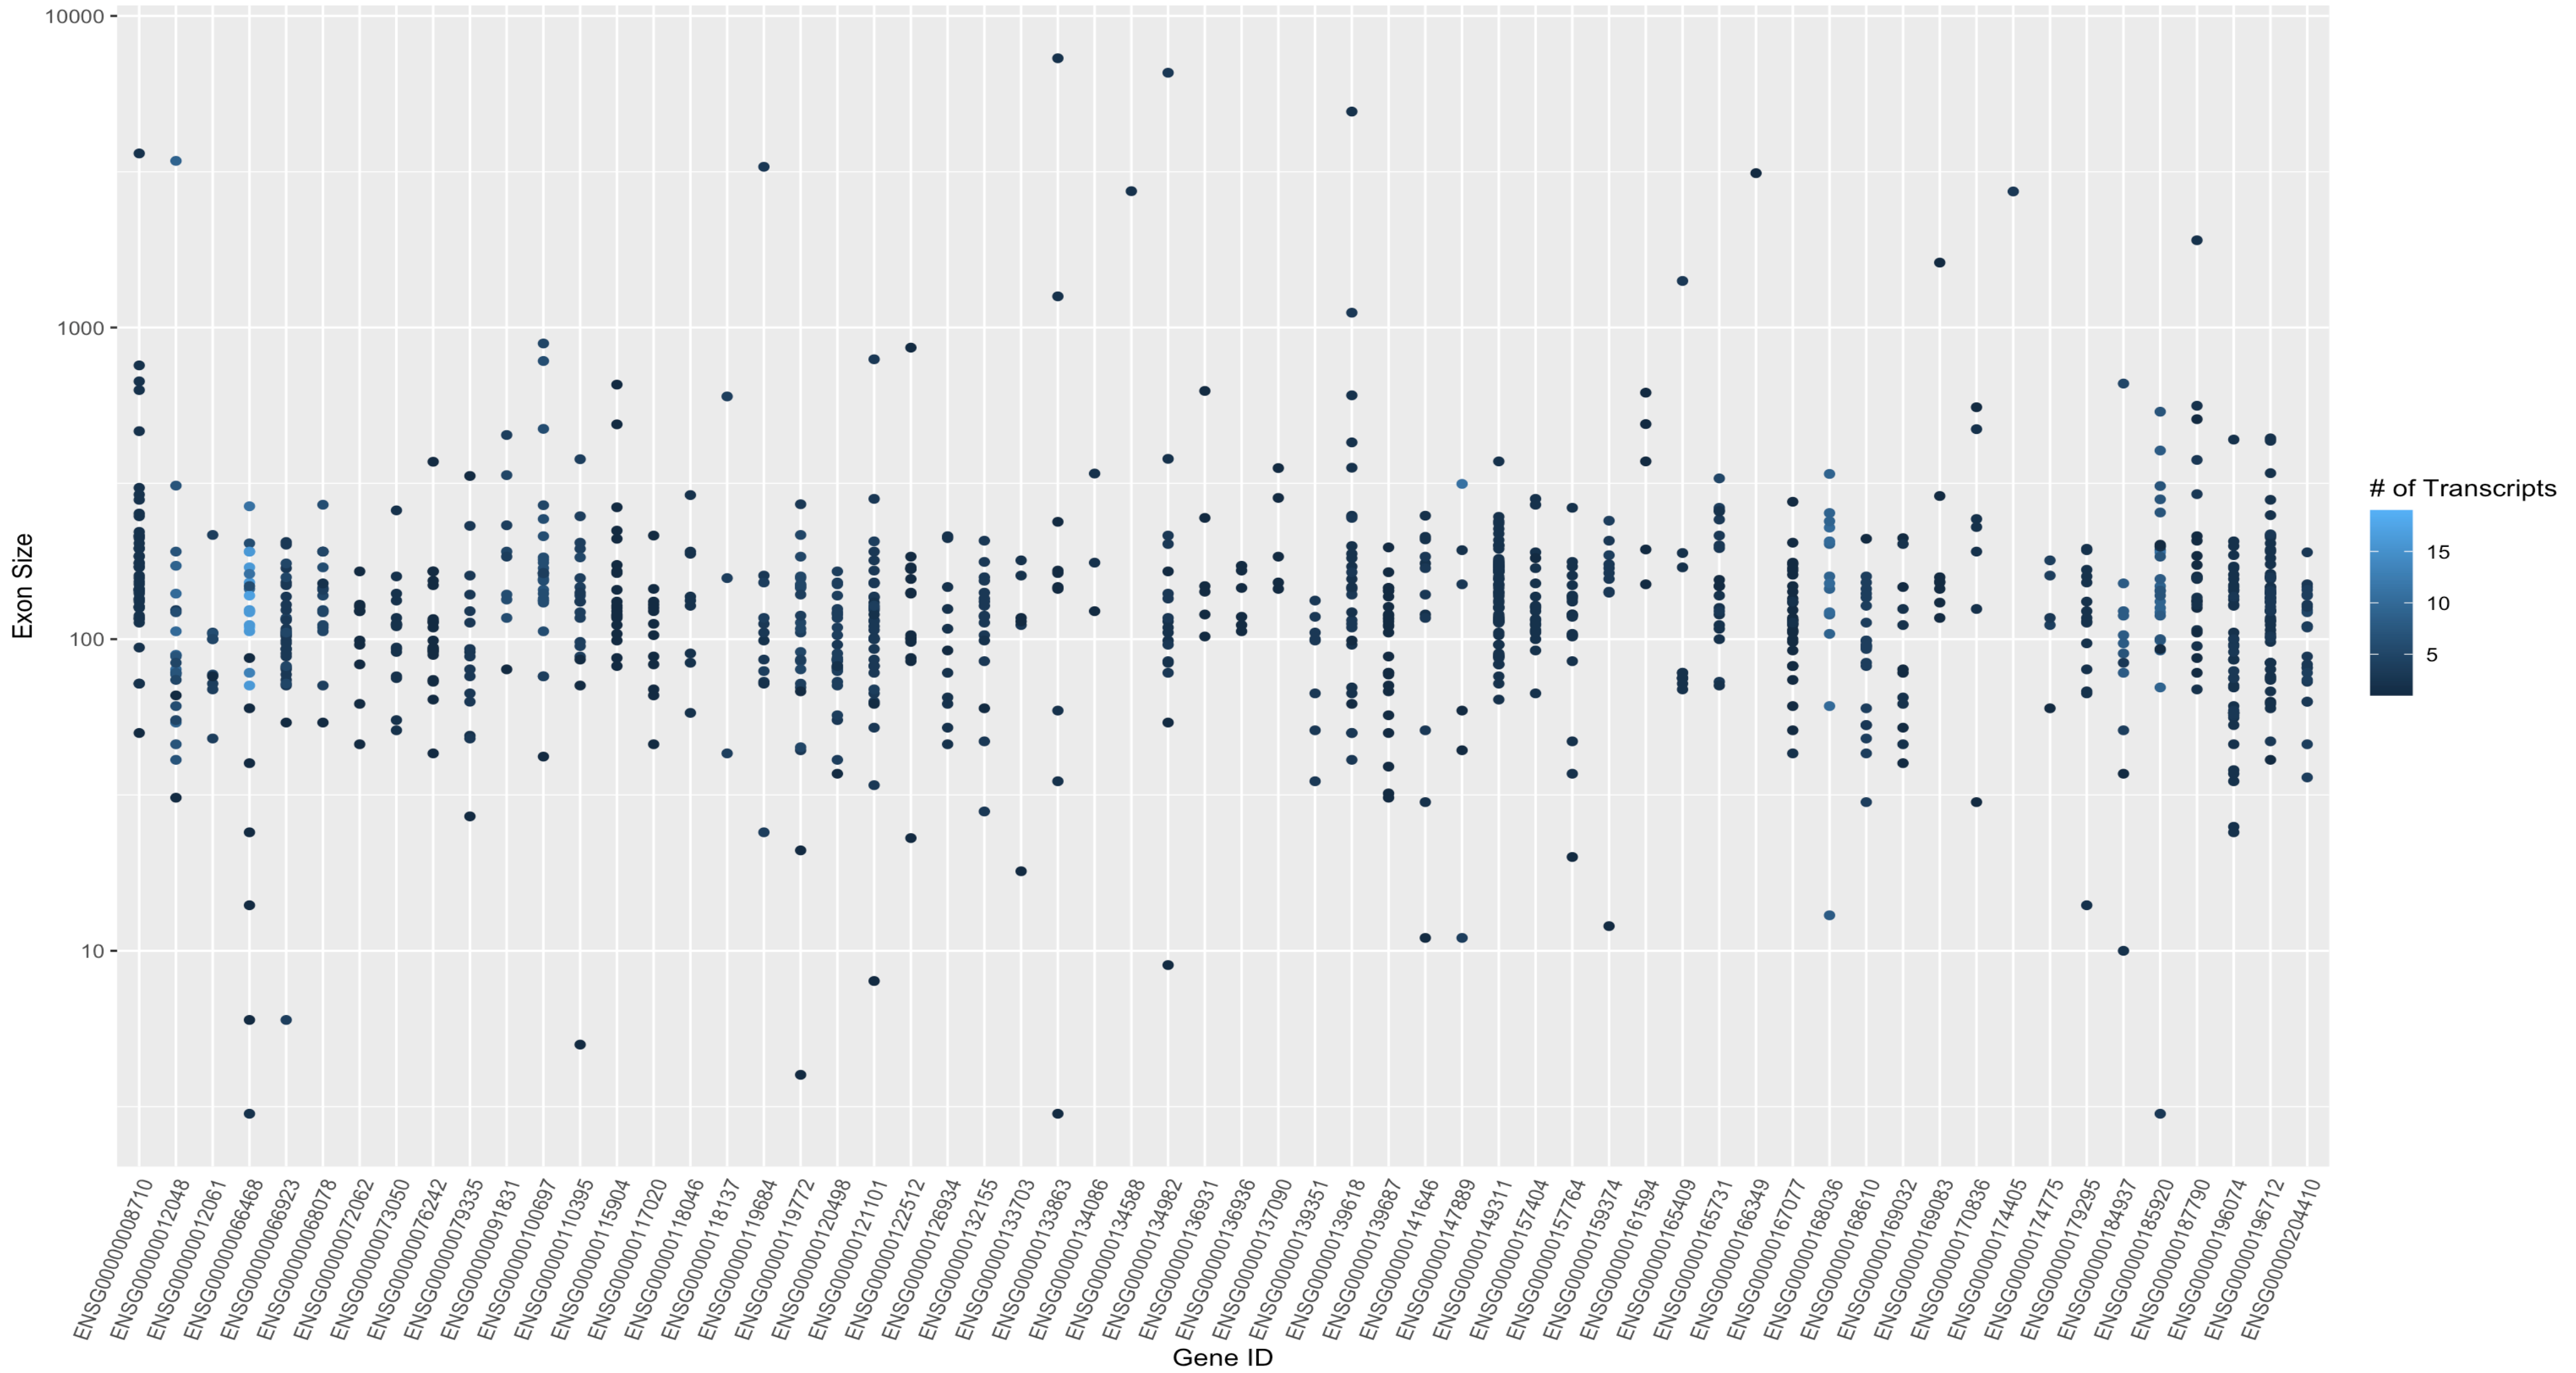 10000
1000
100
10
Exon Size
ENSG00000008710
ENSG00000012048
ENSG00000012061
ENSG00000066468
ENSG00000066923
ENSG00000068078
ENSG00000072062
ENSG00000073050
ENSG00000076242
ENSG00000079335
ENSG00000091831
ENSG00000100697
ENSG00000110395
ENSG00000115904
ENSG00000117020
ENSG00000118046
ENSG00000118137
ENSG00000119684
ENSG00000119772
ENSG00000120498
ENSG00000121101
ENSG00000122512
ENSG00000126934
ENSG00000132155
ENSG00000133703
ENSG00000133863
ENSG00000134086
ENSG00000134588
ENSG00000134982
ENSG00000136931
ENSG00000136936
ENSG00000137090
ENSG00000139351
ENSG00000139618
ENSG00000139687
ENSG00000141646
ENSG00000147889
ENSG00000149311
ENSG00000157404
ENSG00000157764
ENSG00000159374
ENSG00000161594
ENSG00000165409
ENSG00000165731
ENSG00000166349
ENSG00000167077
ENSG00000168036
ENSG00000168610
ENSG00000169032
ENSG00000169083
ENSG00000170836
ENSG00000174405
ENSG00000174775
ENSG00000179295
ENSG00000184937
ENSG00000185920
ENSG00000187790
ENSG00000196074
ENSG00000196712
ENSG00000204410
Gene ID
# of Transcripts
15
10
5